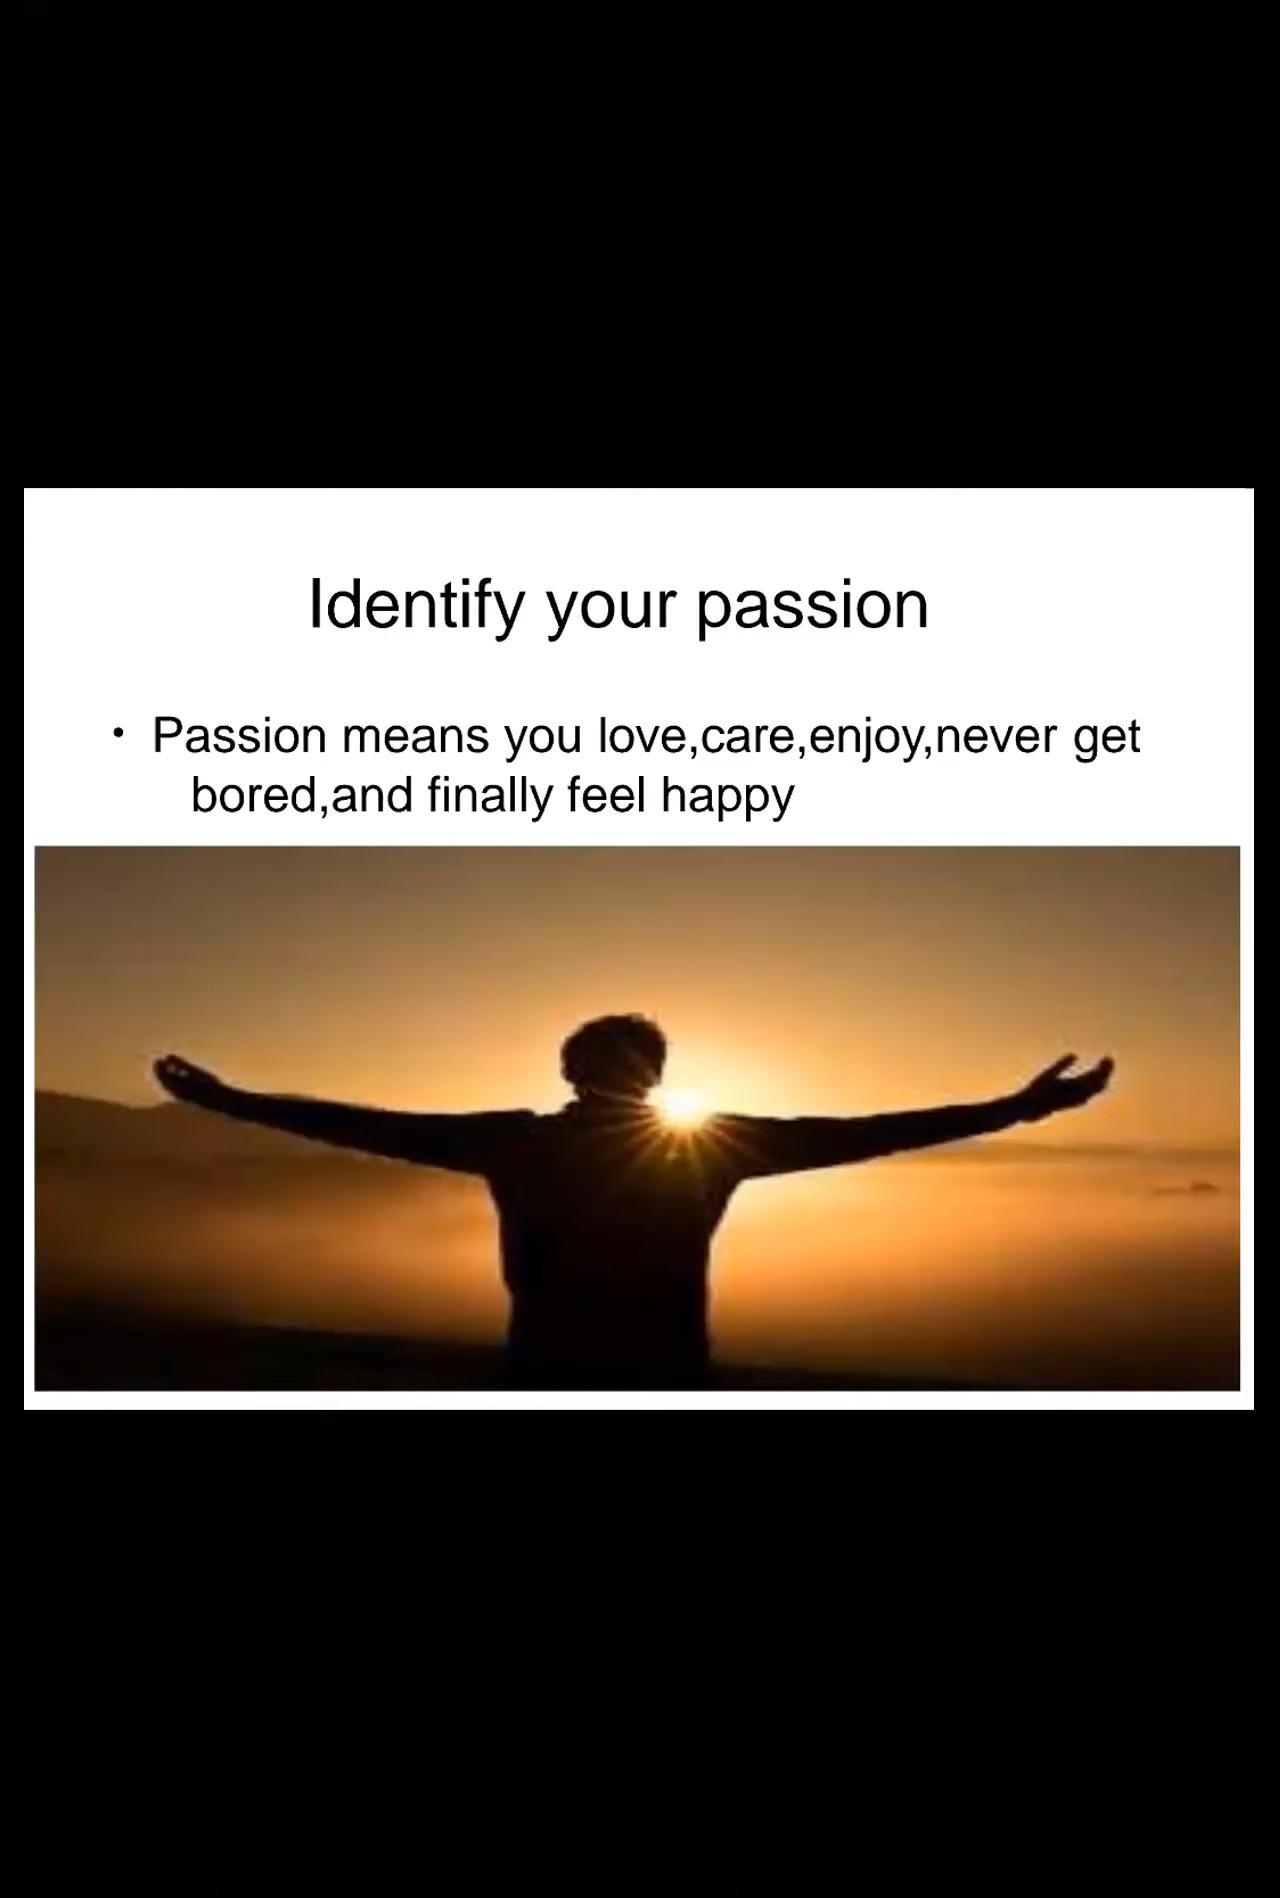 Identify your passion
• Passion means you love,care,enjoy,never get
bored,and finally feel happy